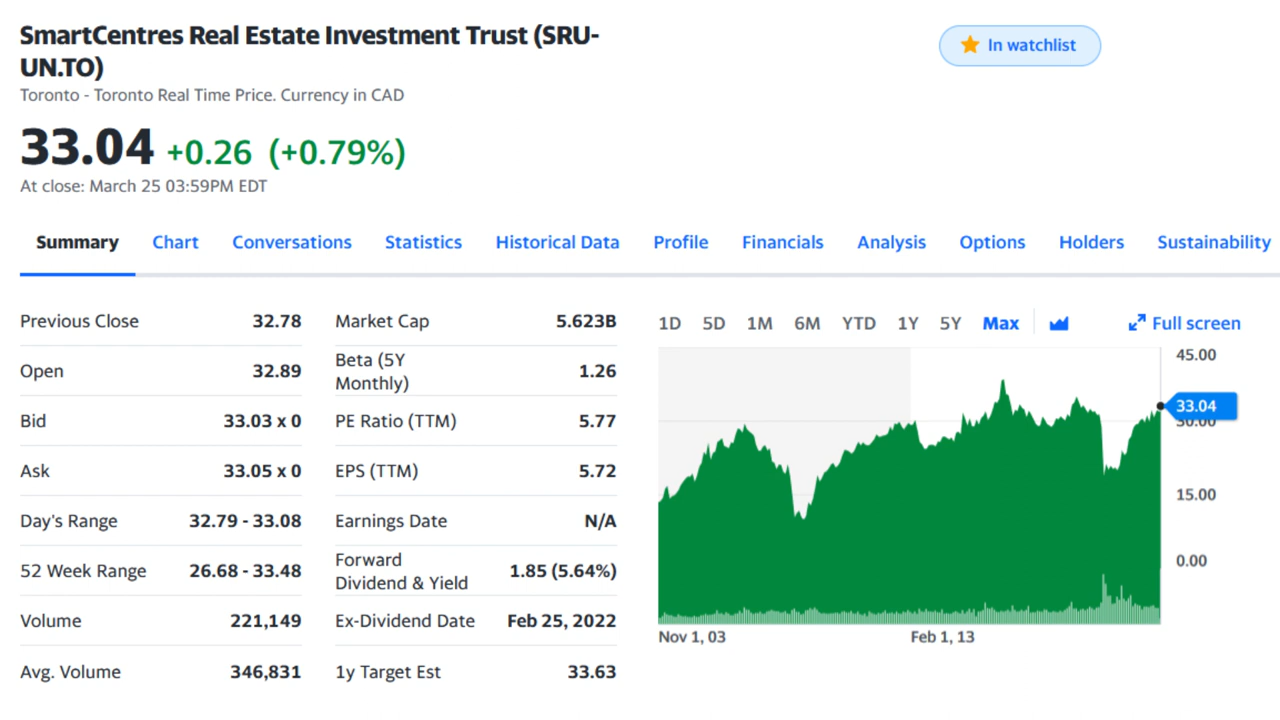 SmartCentres Real Estate Investment Trust (SRU-
UN.TO)
In watchlist
Toronto - Toronto Real Time Price. Currency in CAD
33.04 +0.26 (+0.79%)
At close: March 25 03:59PM EDT
Summary Chart Conversations Statistics Historical Data Profile Financials Analysis Options Holders Sustainability
Previous Close 32.78
Open 32.89
Bid 33.03 x 0
Ask 33.05 x 0
Day's Range 32.79 - 33.08
52 Week Range 26.68 - 33.48
Volume 221,149
Avg. Volume 346,831
Market Cap 5.623B
Beta (5Y
Monthly) 1.26
PE Ratio (TTM) 5.77
EPS (TTM) 5.72
Earnings Date N/A
Forward
Dividend & Yield 1.85 (5.64%)
Ex-Dividend Date Feb 25, 2022
1y Target Est 33.63
1D 5D 1M 6M YTD 1Y 5Y Max Full screen
45.00
33.04
30.00
15.00
0.00
Nov 1, 03 Feb 1, 13